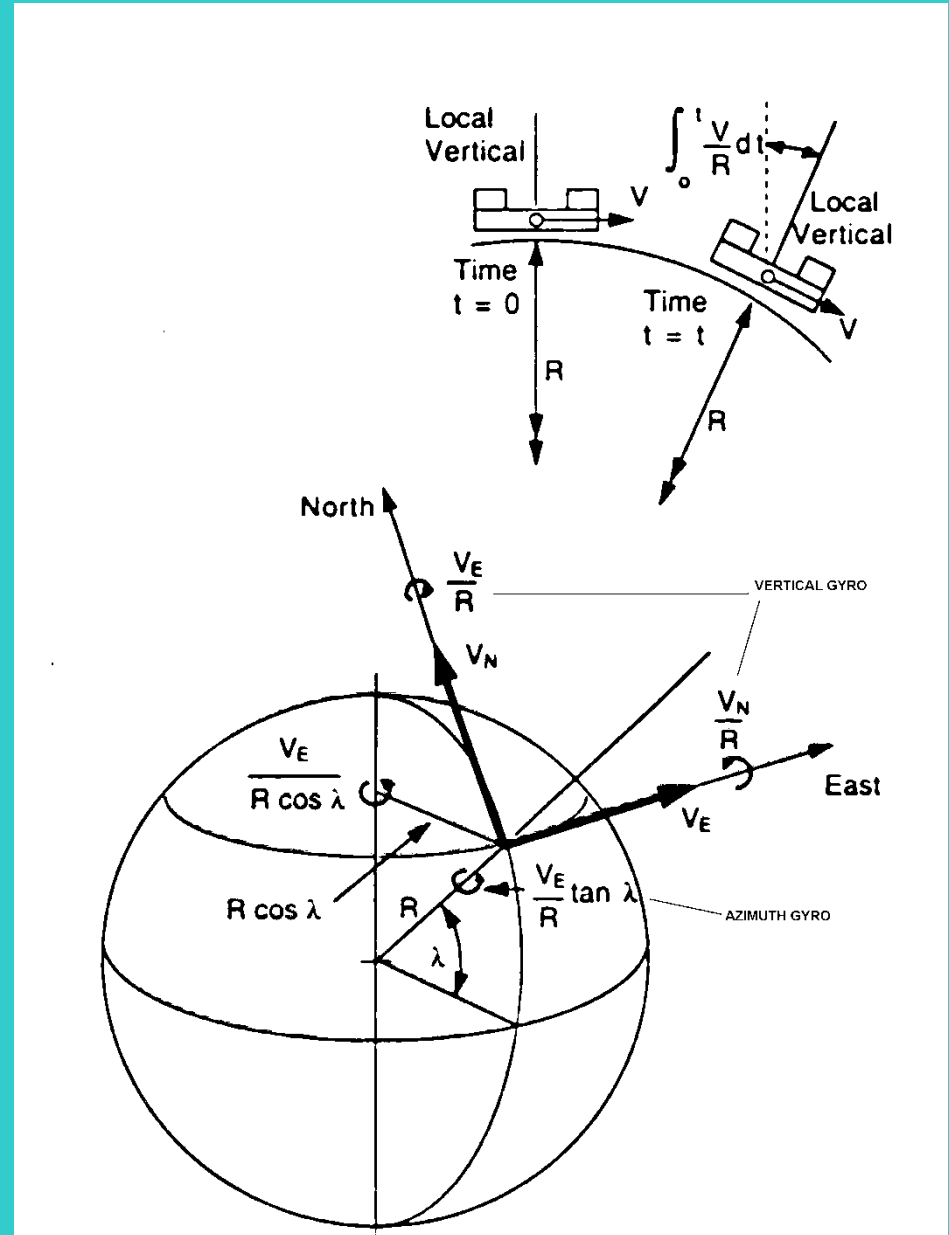 Local
Vertical
∫₀ᵗ V/R dt
V
Local
Vertical
Time
t = 0
Time
t = t
V
R
R
North
V_E/R
VERTICAL GYRO
V_N
V_N/R
V_E/(R cos λ)
East
V_E
R cos λ
R
V_E/R tan λ
AZIMUTH GYRO
λ